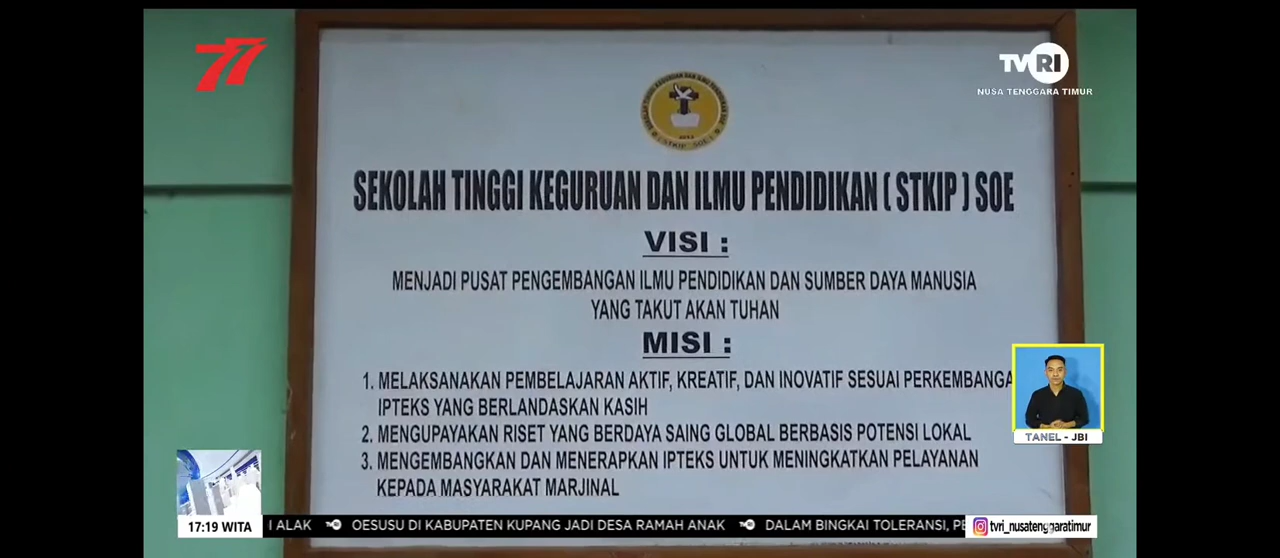 77
TVRI
NUSA TENGGARA TIMUR
STKIP SOE
SEKOLAH TINGGI KEGURUAN DAN ILMU PENDIDIKAN ( STKIP ) SOE
VISI :
MENJADI PUSAT PENGEMBANGAN ILMU PENDIDIKAN DAN SUMBER DAYA MANUSIA
YANG TAKUT AKAN TUHAN
MISI :
1. MELAKSANAKAN PEMBELAJARAN AKTIF, KREATIF, DAN INOVATIF SESUAI PERKEMBANGA
IPTEKS YANG BERLANDASKAN KASIH
2. MENGUPAYAKAN RISET YANG BERDAYA SAING GLOBAL BERBASIS POTENSI LOKAL
3. MENGEMBANGKAN DAN MENERAPKAN IPTEKS UNTUK MENINGKATKAN PELAYANAN
KEPADA MASYARAKAT MARJINAL
TANEL - JBI
17:19 WITA
I ALAK TVRI OESUSU DI KABUPATEN KUPANG JADI DESA RAMAH ANAK TVRI DALAM BINGKAI TOLERANSI, PE
tvri_nusatenggaratimur